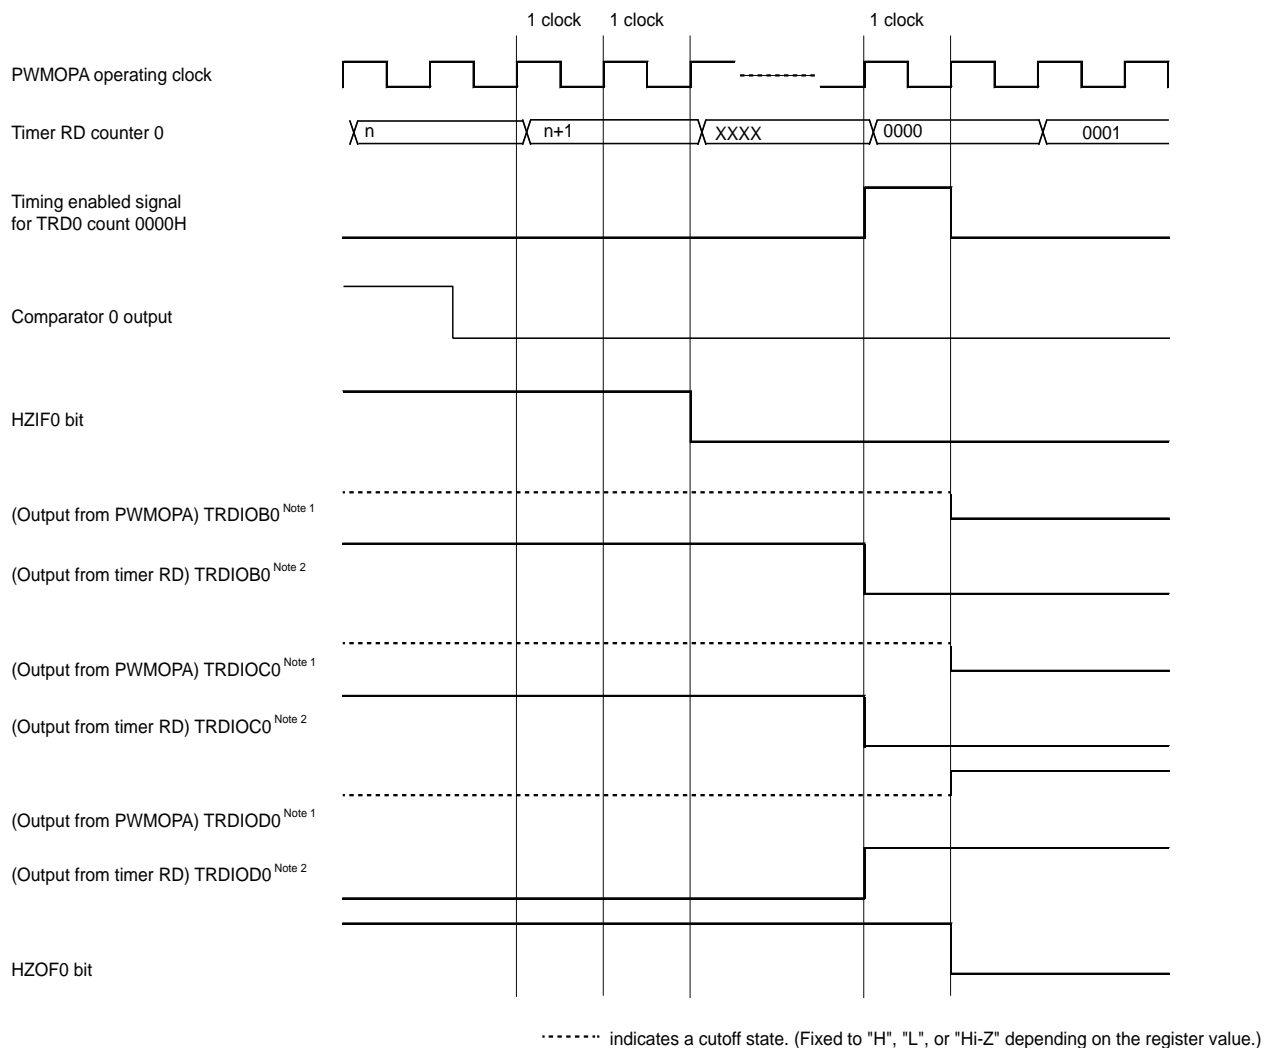 1 clock 1 clock 1 clock
PWMOPA operating clock
Timer RD counter 0 n n+1 XXXX 0000 0001
Timing enabled signal
for TRD0 count 0000H
Comparator 0 output
HZIF0 bit
(Output from PWMOPA) TRDIOB0 Note 1
(Output from timer RD) TRDIOB0 Note 2
(Output from PWMOPA) TRDIOC0 Note 1
(Output from timer RD) TRDIOC0 Note 2
(Output from PWMOPA) TRDIOD0 Note 1
(Output from timer RD) TRDIOD0 Note 2
HZOF0 bit
indicates a cutoff state. (Fixed to "H", "L", or "Hi-Z" depending on the register value.)